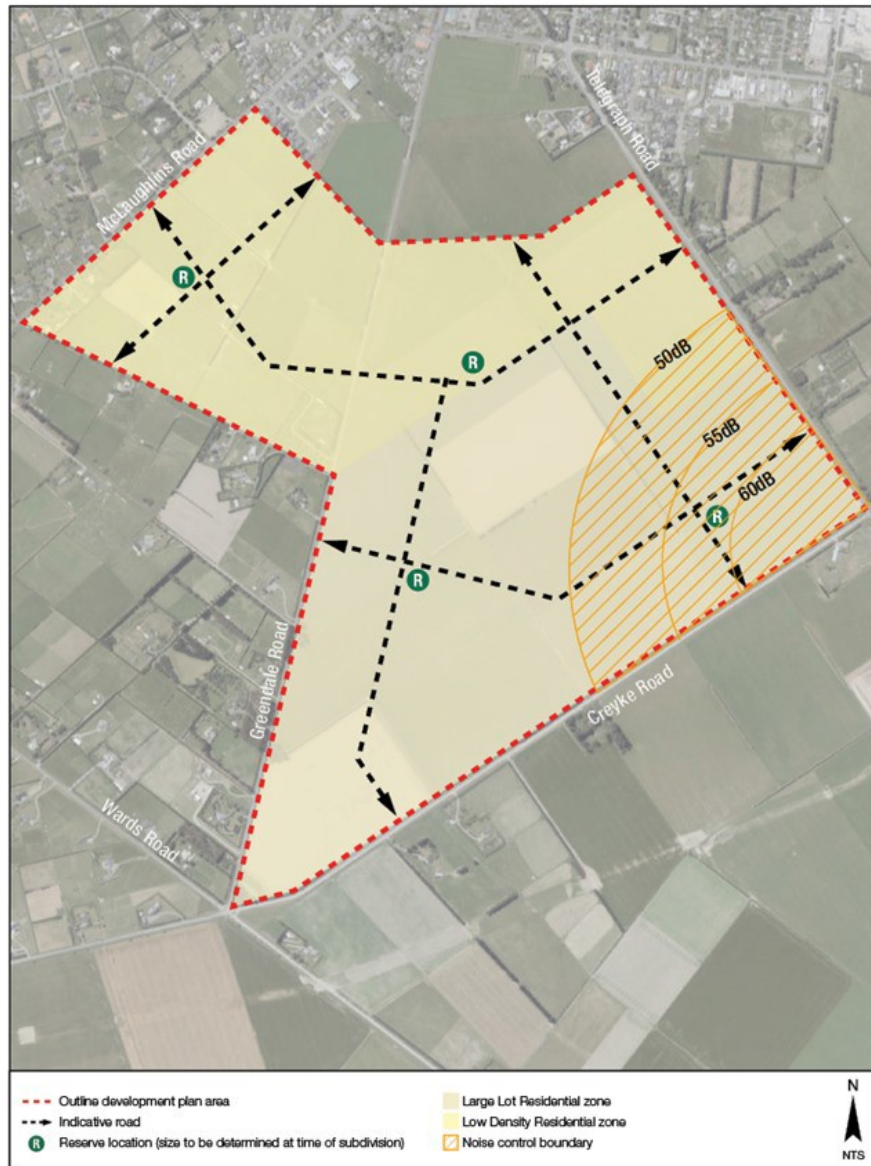 Telegraph Road
McLaughlins Road
R
50dB
R
55dB
60dB
R
R
Greendale Road
Creyke Road
Wards Road
Outline development plan area
Indicative road
R Reserve location (size to be determined at time of subdivision)
Large Lot Residential zone
Low Density Residential zone
Noise control boundary
N
NTS